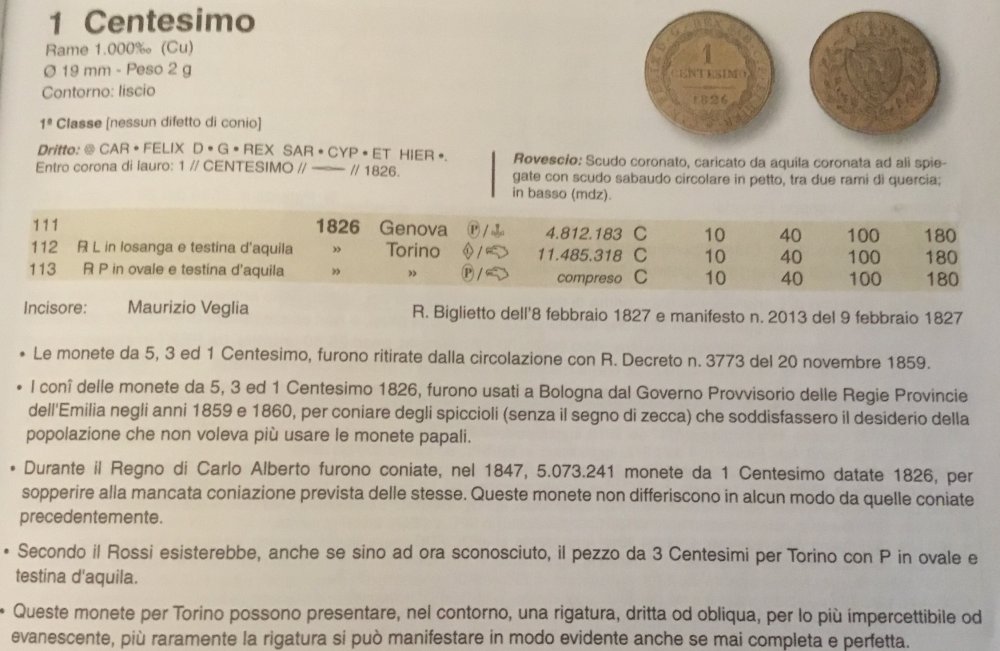 1 Centesimo
Rame 1.000‰ (Cu)
Ø 19 mm - Peso 2 g
Contorno: liscio
1ª Classe [nessun difetto di conio]
Dritto: ֍ CAR • FELIX D • G • REX SAR • CYP • ET HIER •.
Entro corona di lauro: 1 // CENTESIMO // —— // 1826.
Rovescio: Scudo coronato, caricato da aquila coronata ad ali spie-
gate con scudo sabaudo circolare in petto, tra due rami di quercia;
in basso (mdz).
1
CENTESIMO
1826
111 1826 Genova Ⓟ/ 4.812.183 C 10 40 100 180
112 R L in losanga e testina d'aquila » Torino / 11.485.318 C 10 40 100 180
113 R P in ovale e testina d'aquila » » Ⓟ/ compreso C 10 40 100 180
Incisore: Maurizio Veglia
R. Biglietto dell'8 febbraio 1827 e manifesto n. 2013 del 9 febbraio 1827
• Le monete da 5, 3 ed 1 Centesimo, furono ritirate dalla circolazione con R. Decreto n. 3773 del 20 novembre 1859.
• I conî delle monete da 5, 3 ed 1 Centesimo 1826, furono usati a Bologna dal Governo Provvisorio delle Regie Provincie
dell'Emilia negli anni 1859 e 1860, per coniare degli spiccioli (senza il segno di zecca) che soddisfassero il desiderio della
popolazione che non voleva più usare le monete papali.
• Durante il Regno di Carlo Alberto furono coniate, nel 1847, 5.073.241 monete da 1 Centesimo datate 1826, per
sopperire alla mancata coniazione prevista delle stesse. Queste monete non differiscono in alcun modo da quelle coniate
precedentemente.
• Secondo il Rossi esisterebbe, anche se sino ad ora sconosciuto, il pezzo da 3 Centesimi per Torino con P in ovale e
testina d'aquila.
• Queste monete per Torino possono presentare, nel contorno, una rigatura, dritta od obliqua, per lo più impercettibile od
evanescente, più raramente la rigatura si può manifestare in modo evidente anche se mai completa e perfetta.